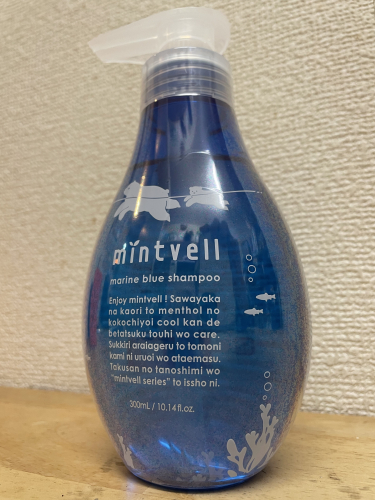 mintvell
marine blue shampoo
Enjoy mintvell ! Sawayaka
no kaori to menthol no
kokochiyoi cool kan de
betatsuku touhi wo care.
Sukkiri araiageru to tomoni
kami ni uruoi wo ataemasu.
Takusan no tanoshimi wo
"mintvell series" to issho ni.
300mL / 10.14fl.oz.